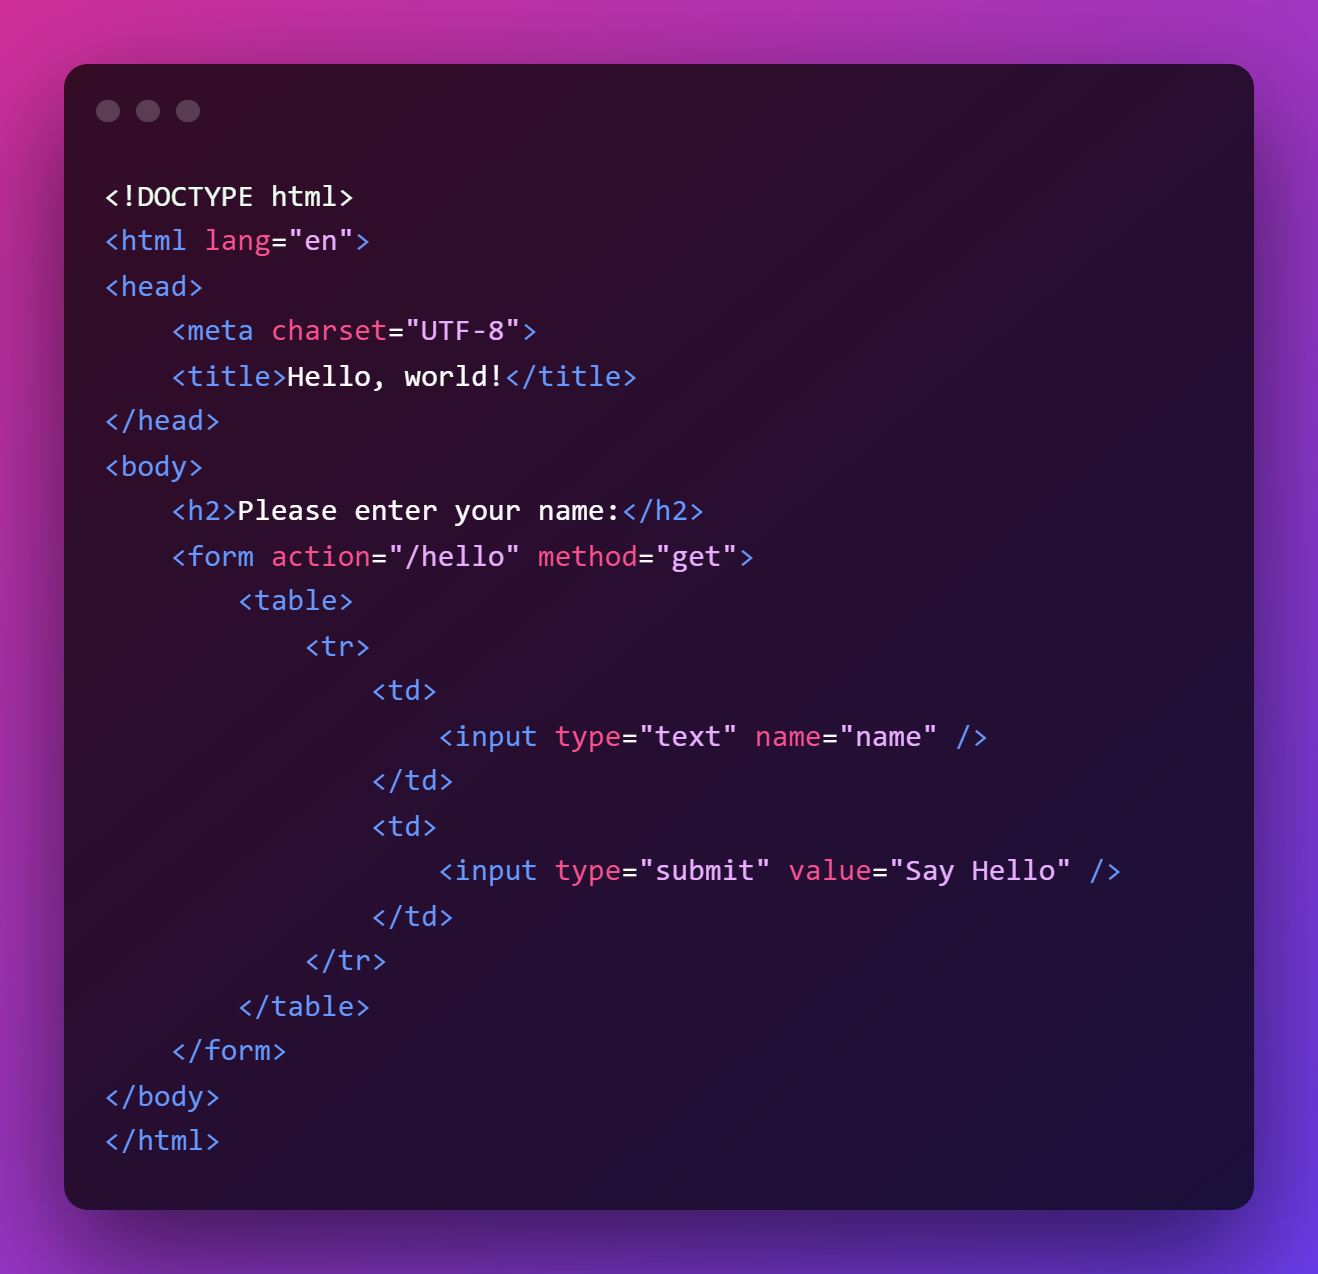 <!DOCTYPE html>
<html lang="en">
<head>
    <meta charset="UTF-8">
    <title>Hello, world!</title>
</head>
<body>
    <h2>Please enter your name:</h2>
    <form action="/hello" method="get">
        <table>
            <tr>
                <td>
                    <input type="text" name="name" />
                </td>
                <td>
                    <input type="submit" value="Say Hello" />
                </td>
            </tr>
        </table>
    </form>
</body>
</html>